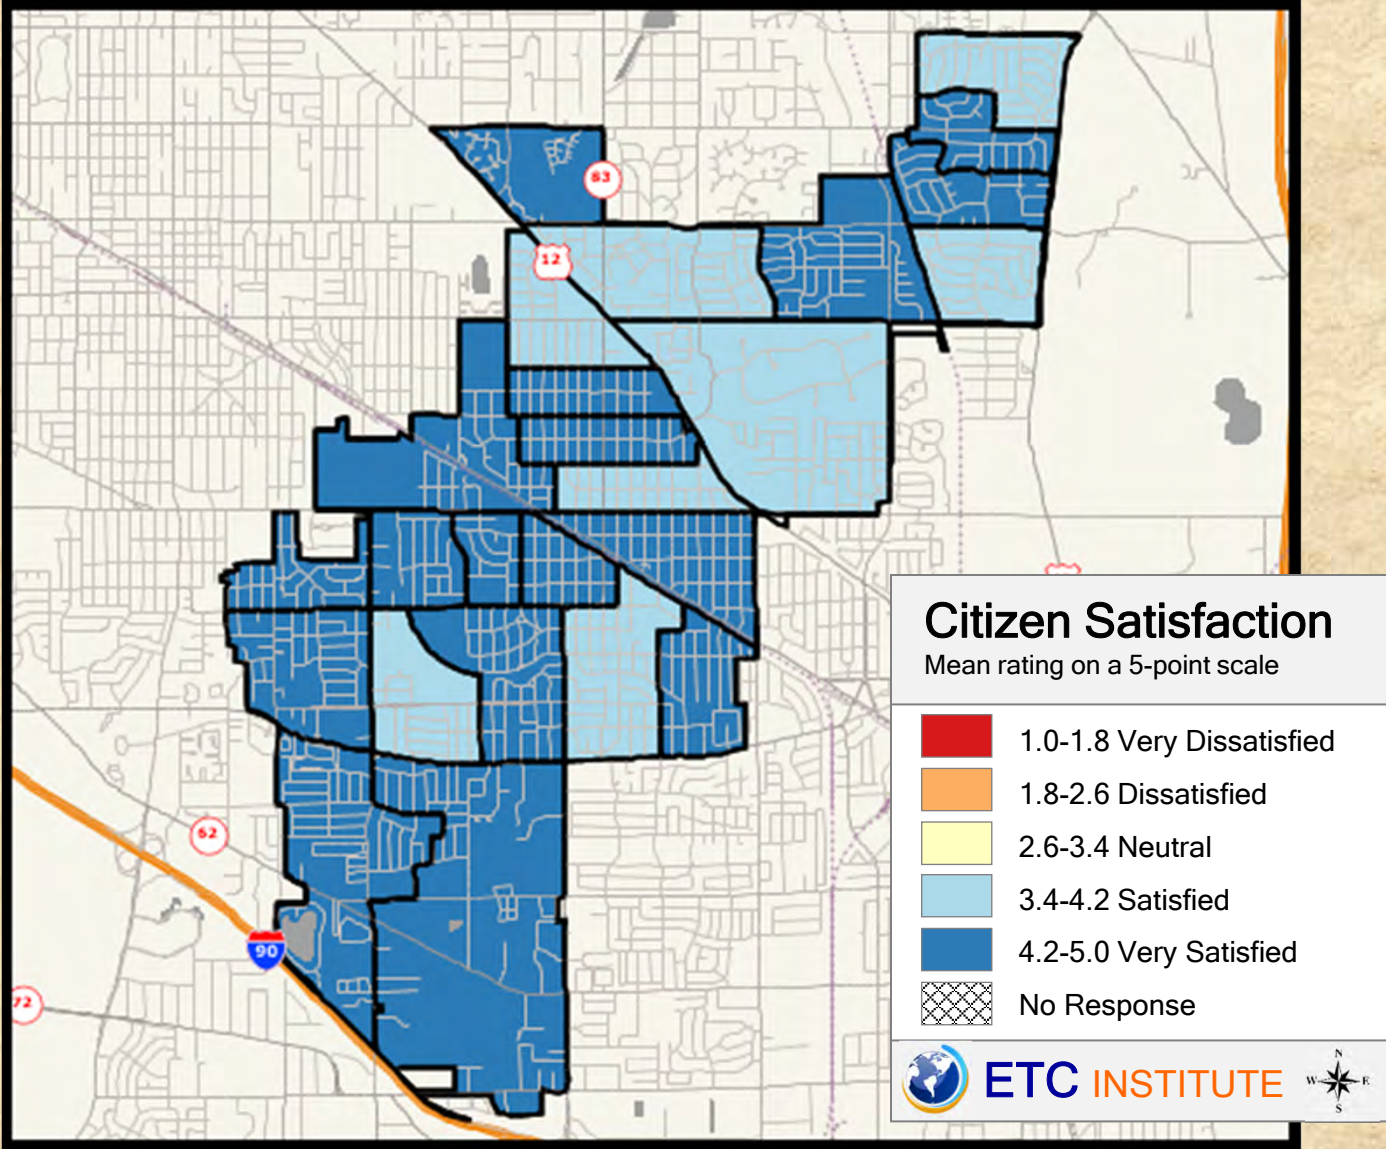 83
12
Citizen Satisfaction
Mean rating on a 5-point scale
1.0-1.8 Very Dissatisfied
1.8-2.6 Dissatisfied
2.6-3.4 Neutral
62
3.4-4.2 Satisfied
90
4.2-5.0 Very Satisfied
72
No Response
ETC INSTITUTE
N
W E
S